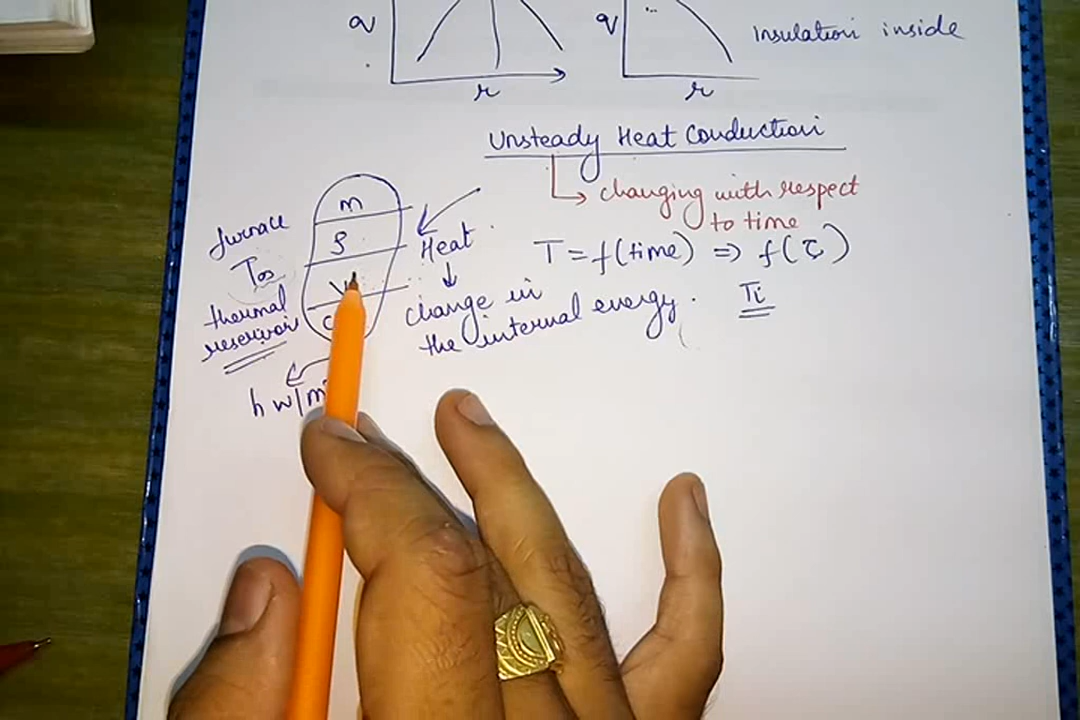 q
r
q
r
insulation inside
Unsteady Heat Conduction
changing with respect
to time
m
furnace
T∞
thermal
reservoir
ρ
V
Heat
change in
the internal energy.
T = f(time) ⇒ f(τ)
Ti
h w/m